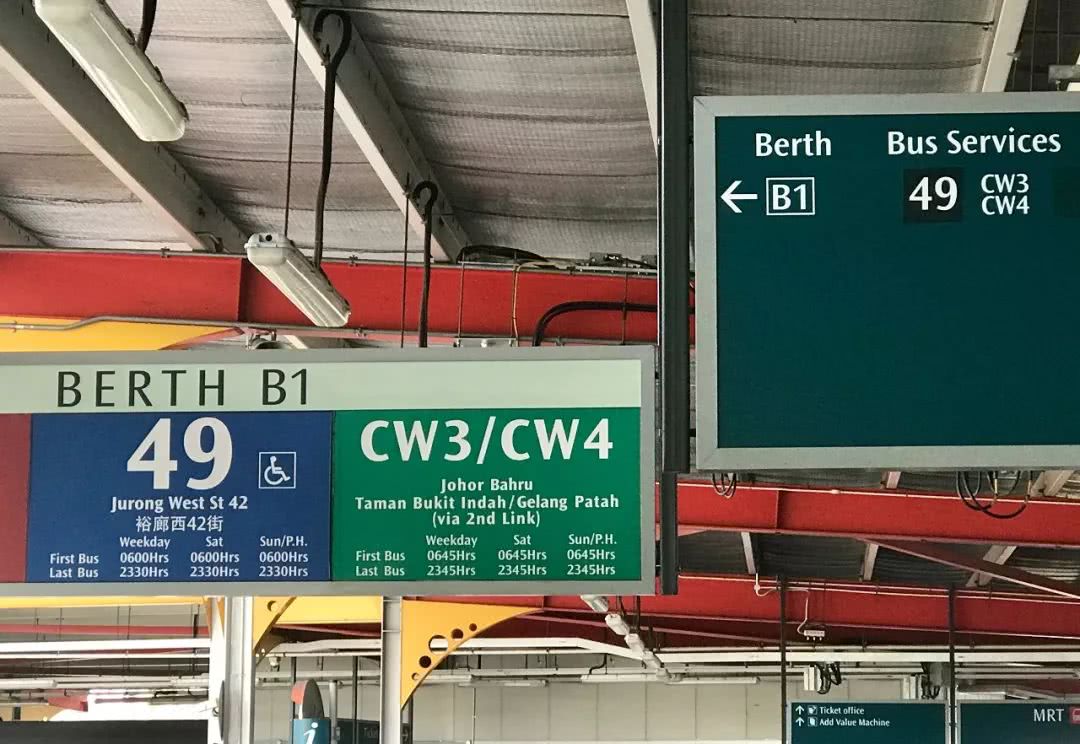 Berth Bus Services
← B1 49 CW3
CW4
BERTH B1
49
Jurong West St 42
裕廊西42街
Weekday Sat Sun/P.H.
First Bus 0600Hrs 0600Hrs 0600Hrs
Last Bus 2330Hrs 2330Hrs 2330Hrs
CW3/CW4
Johor Bahru
Taman Bukit Indah/Gelang Patah
(via 2nd Link)
Weekday Sat Sun/P.H.
First Bus 0645Hrs 0645Hrs 0645Hrs
Last Bus 2345Hrs 2345Hrs 2345Hrs
i
Ticket
↑ Ticket office
↑ Add Value Machine
MRT